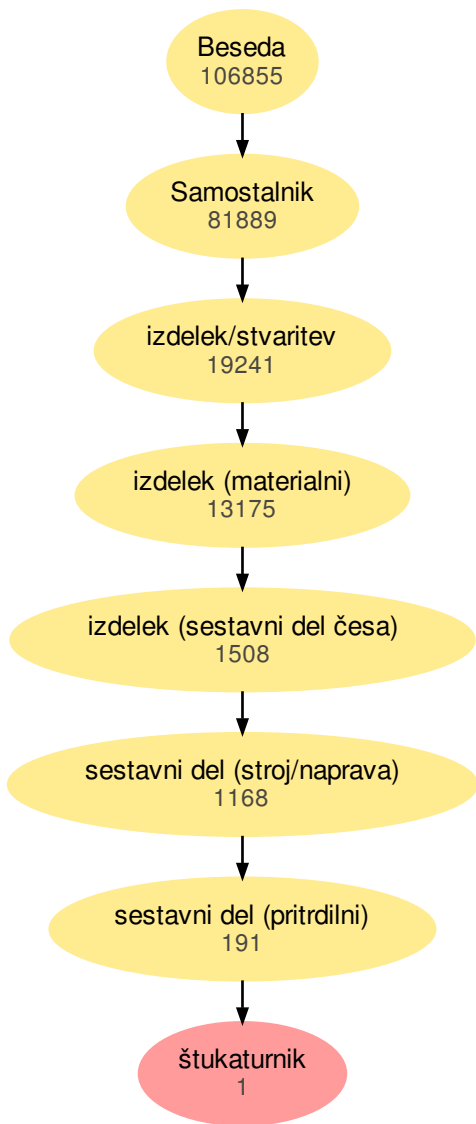 Beseda
106855
Samostalnik
81889
izdelek/stvaritev
19241
izdelek (materialni)
13175
izdelek (sestavni del česa)
1508
sestavni del (stroj/naprava)
1168
sestavni del (pritrdilni)
191
štukaturnik
1